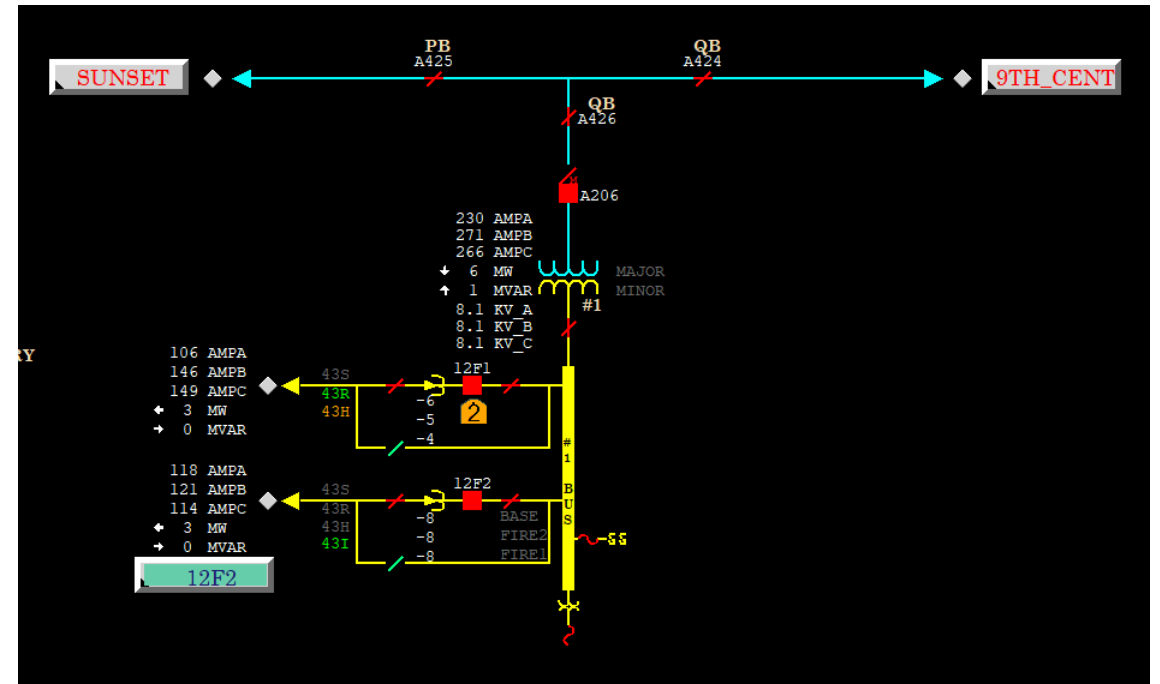 PB
A425
QB
A424
SUNSET
9TH_CENT
QB
A426
A206
230 AMPA
271 AMPB
266 AMPC
6 MW
1 MVAR
8.1 KV_A
8.1 KV_B
8.1 KV_C
MAJOR
MINOR
#1
RY
106 AMPA
146 AMPB
149 AMPC
3 MW
0 MVAR
43S
43R
43H
12F1
-6
-5
-4
2
#1 BUS
118 AMPA
121 AMPB
114 AMPC
3 MW
0 MVAR
43S
43R
43H
43I
12F2
-8
-8
-8
BASE
FIRE2
FIRE1
12F2